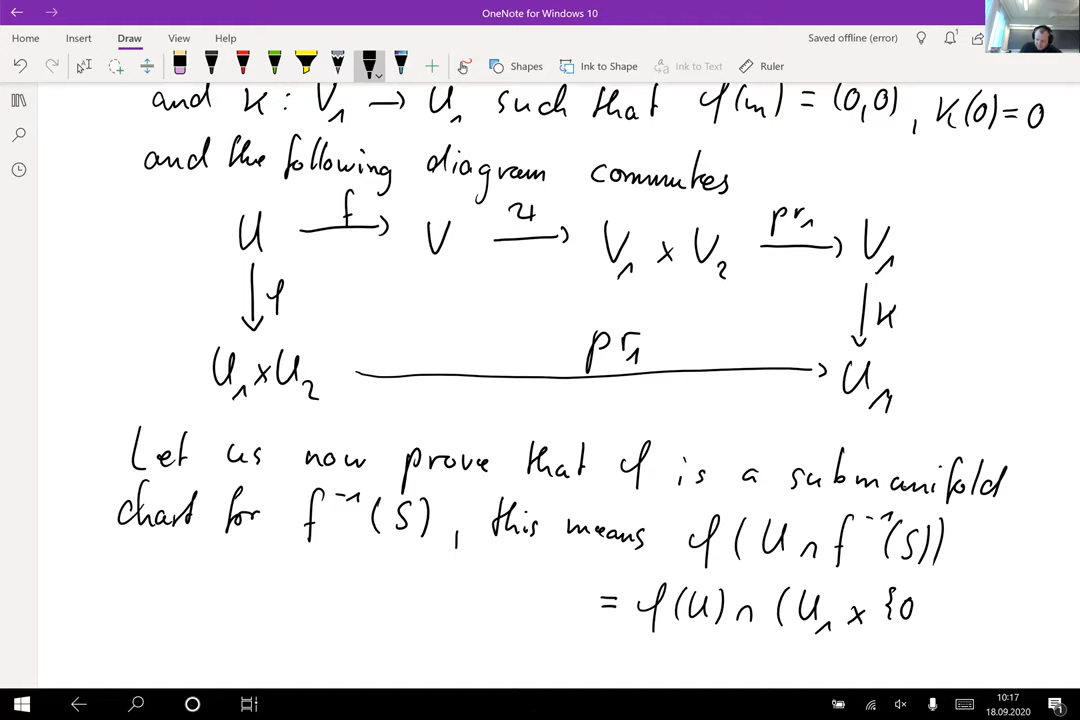 OneNote for Windows 10
Home Insert Draw View Help Saved offline (error)
Shapes Ink to Shape Ink to Text Ruler
and κ : V₁ → U₁ such that φ(m) = (0,0), κ(0)=0
and the following diagram commutes
U f→ V ψ→ V₁ × V₂ pr₁→ V₁
↓φ ↓κ
U₁×U₂ pr₁→ U₁
Let us now prove that φ is a submanifold
chart for f⁻¹(S), this means φ(U∩f⁻¹(S))
= φ(U)∩(U₁ × {0
10:17
18.09.2020